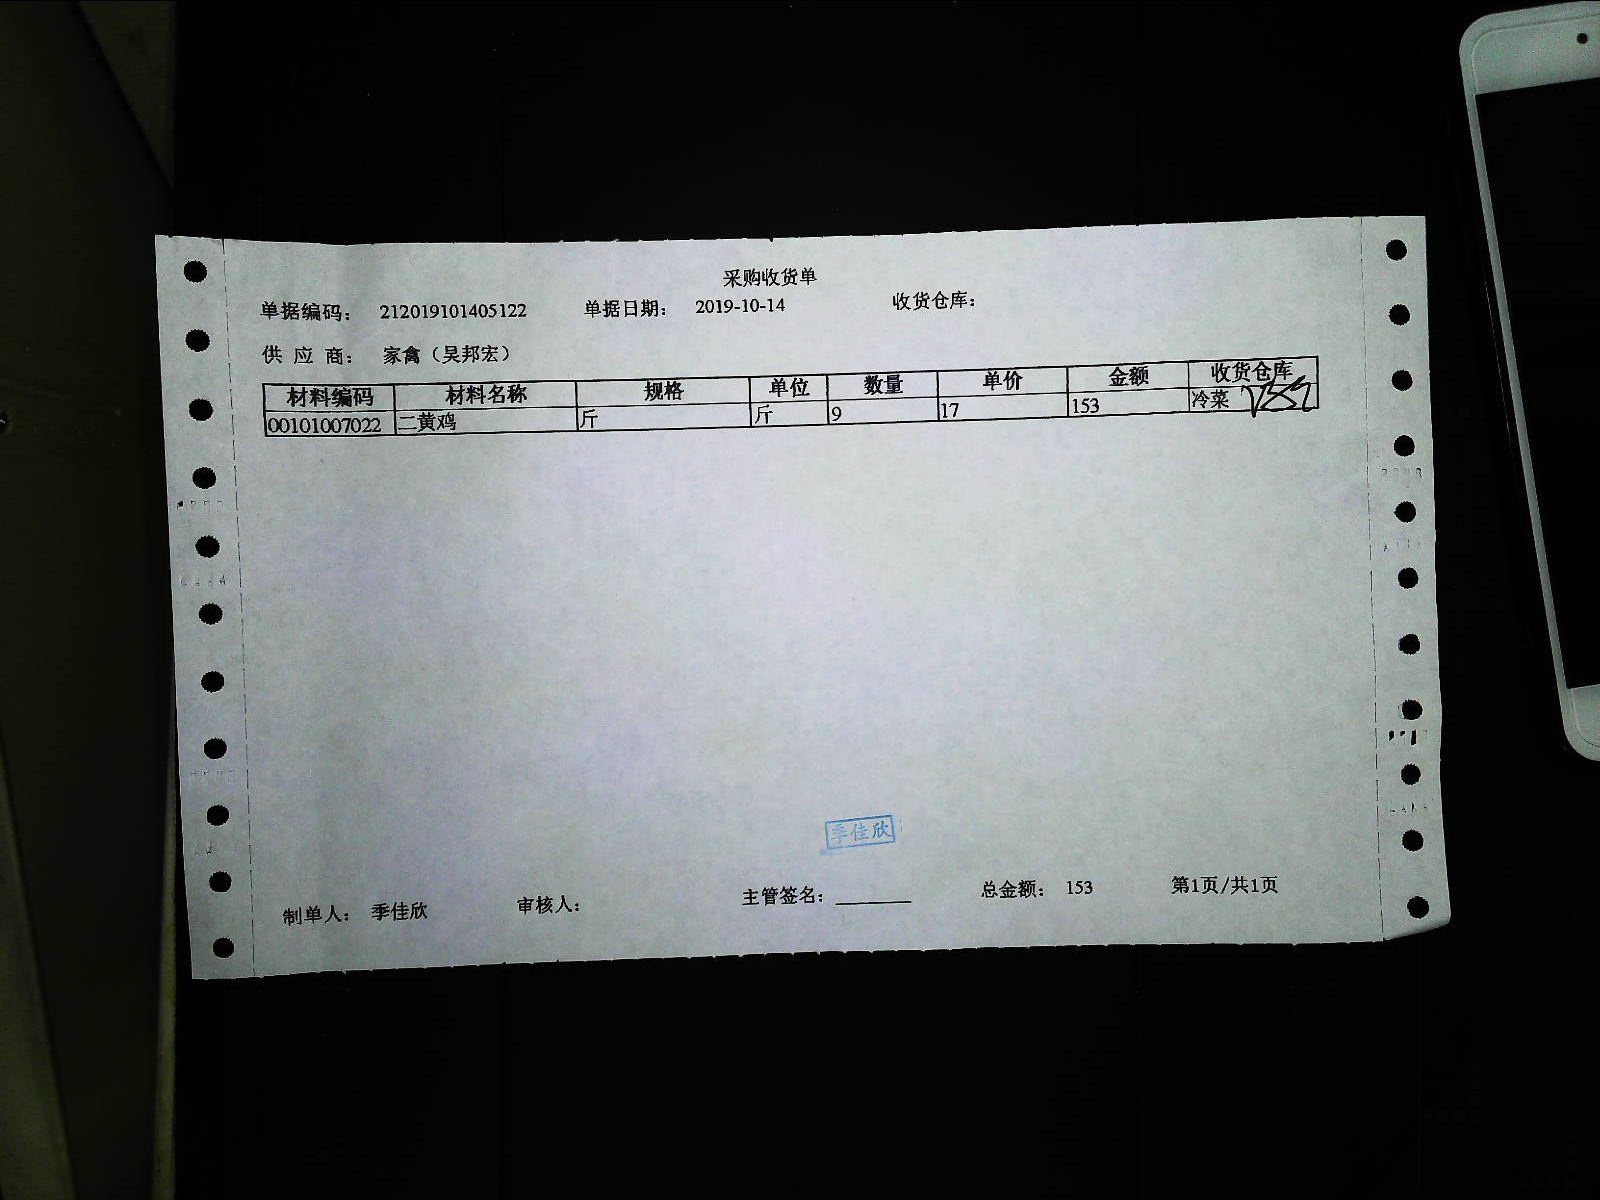 采购收货单
单据编码： 212019101405122 单据日期： 2019-10-14 收货仓库：
供 应 商： 家禽（吴邦宏）
材料编码 材料名称 规格 单位 数量 单价 金额 收货仓库
00101007022 二黄鸡 斤 斤 9 17 153 冷菜
季佳欣
制单人： 季佳欣 审核人： 主管签名： 总金额： 153 第1页/共1页